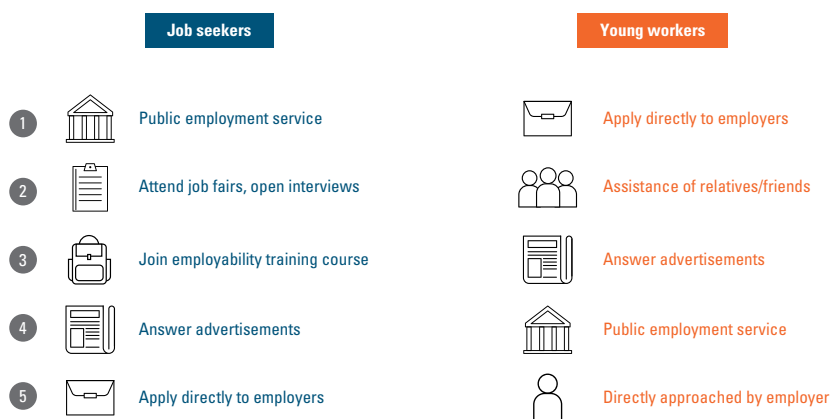 Job seekers
Young workers
1
Public employment service
Apply directly to employers
2
Attend job fairs, open interviews
Assistance of relatives/friends
3
Join employability training course
Answer advertisements
4
Answer advertisements
Public employment service
5
Apply directly to employers
Directly approached by employer